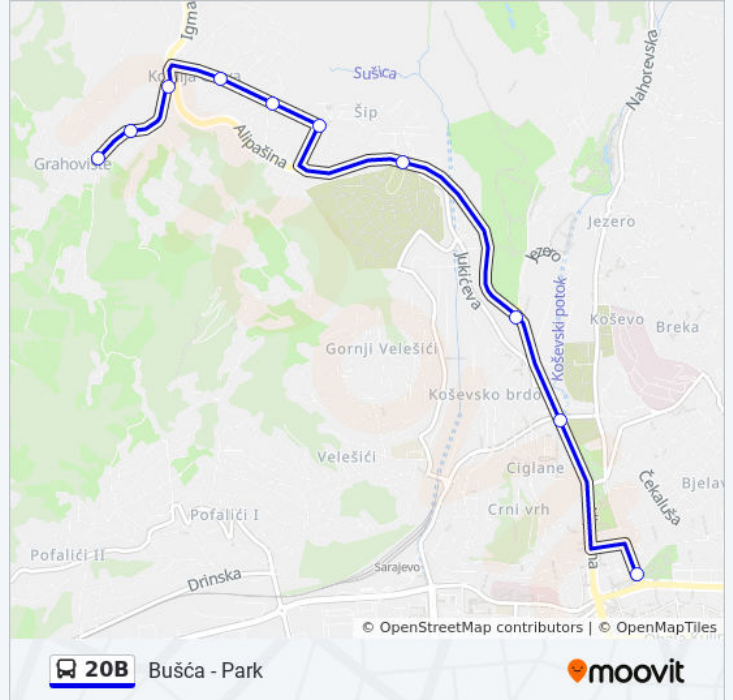 Igma
Sušica
Šip
Nahorevska
Alipašina
Grahovište
Jezero
Jezero
Jukićeva
Koševski potok
Koševo
Breka
Gornji Velešići
Koševsko brdo
Velešići
Ciglane
Čekaluša
Bjelav
Crni vrh
Pofalići I
Pofalići II
Drinska
Sarajevo
© OpenStreetMap contributors | © OpenMapTiles
20B Bušća - Park
moovit